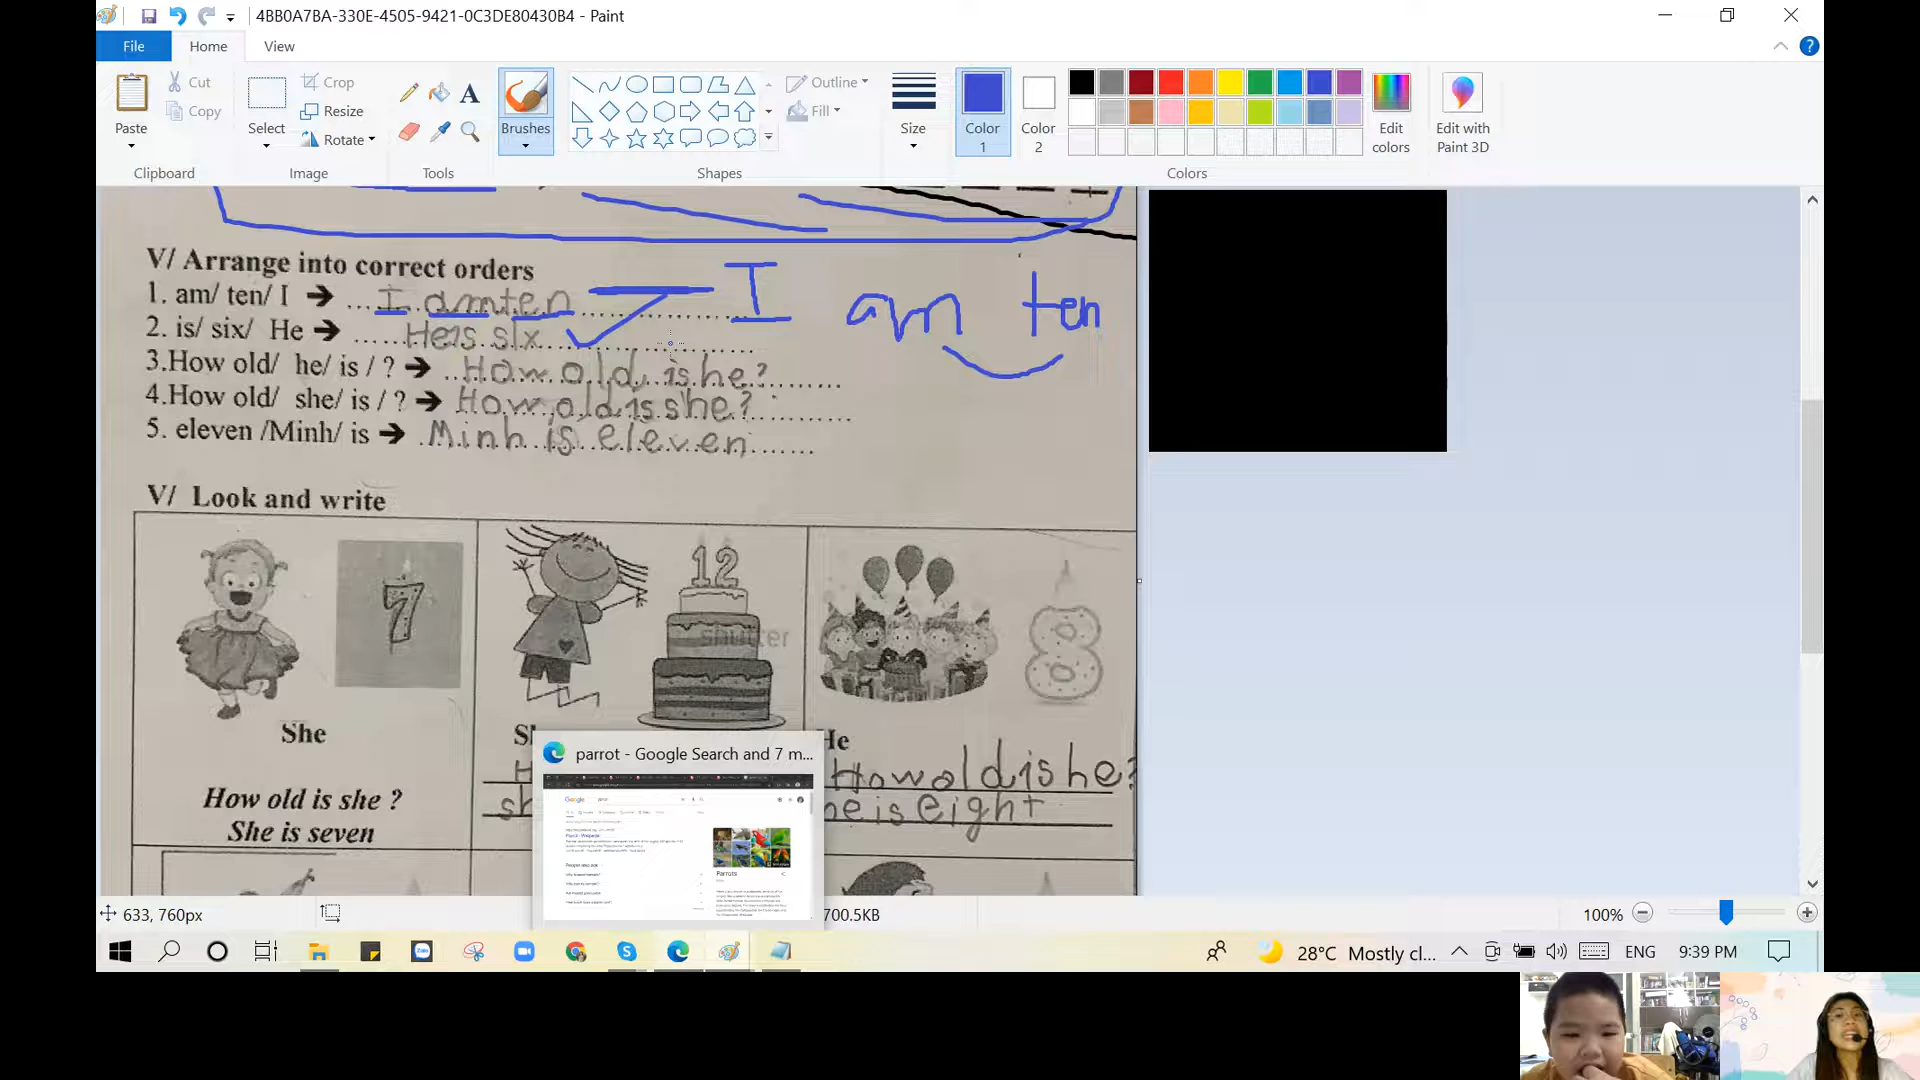 4BB0A7BA-330E-4505-9421-0C3DE80430B4 - Paint
File Home View
Paste
Cut
Copy
Clipboard
Select
Crop
Resize
Rotate
Image
Tools
Brushes
Outline
Fill
Shapes
Size
Color 1
Color 2
Edit colors
Edit with Paint 3D
Colors
V/ Arrange into correct orders
1. am/ ten/ I ➔ I am ten
I am ten
2. is/ six/ He ➔ He is six
3.How old/ he/ is / ? ➔ How old is he?
4.How old/ she/ is / ? ➔ How old is she?
5. eleven /Minh/ is ➔ Minh is eleven
V/ Look and write
7
12
shutter
8
She
How old is she ?
She is seven
He
How old is he?
he is eight
parrot - Google Search and 7 m...
Google
Parrots
633, 760px
700.5KB
100%
Zalo
28°C Mostly cl...
ENG
9:39 PM